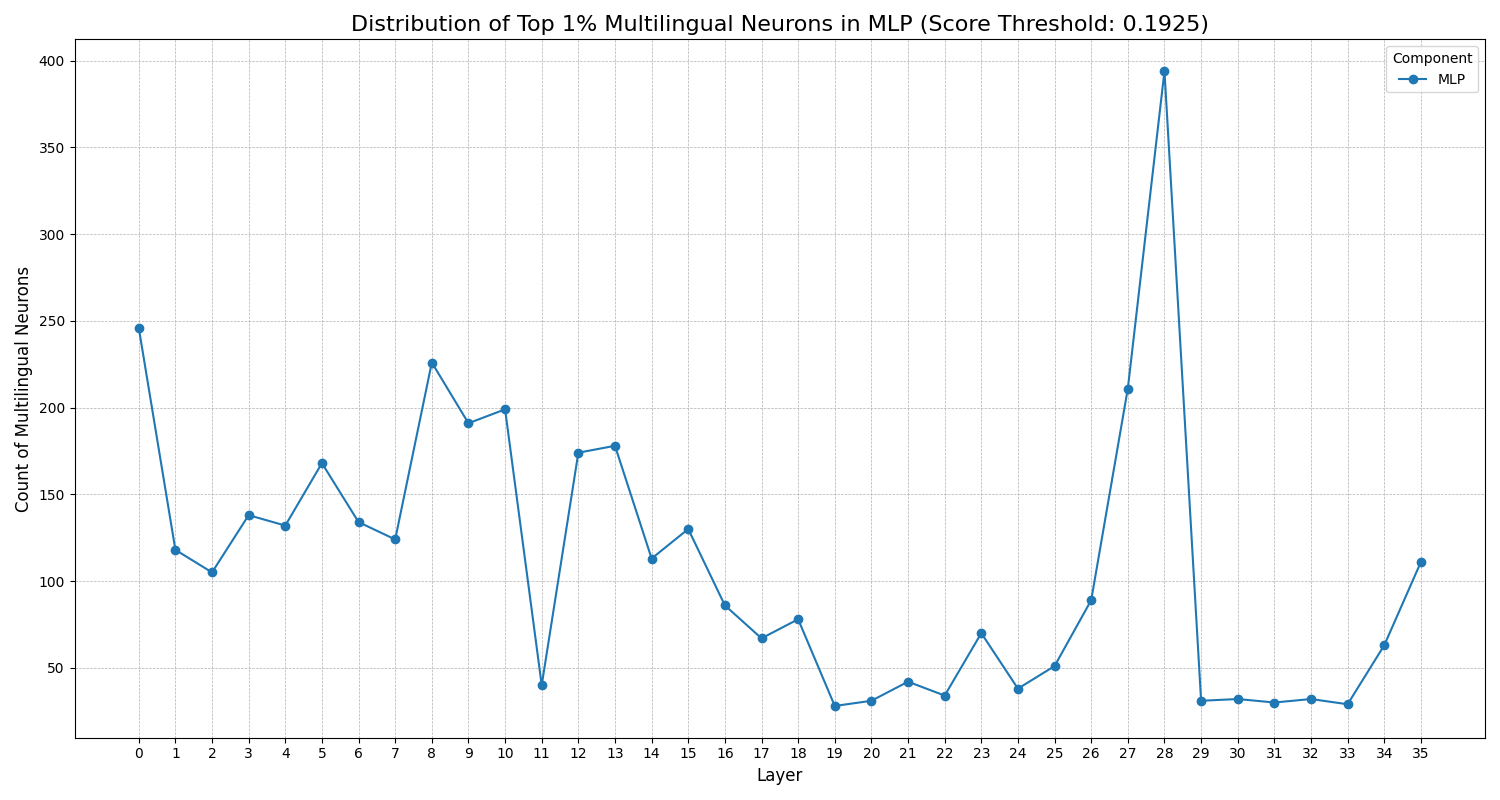 Distribution of Top 1% Multilingual Neurons in MLP (Score Threshold: 0.1925)
Component
MLP
400
350
300
250
200
150
100
50
Count of Multilingual Neurons
0 1 2 3 4 5 6 7 8 9 10 11 12 13 14 15 16 17 18 19 20 21 22 23 24 25 26 27 28 29 30 31 32 33 34 35
Layer